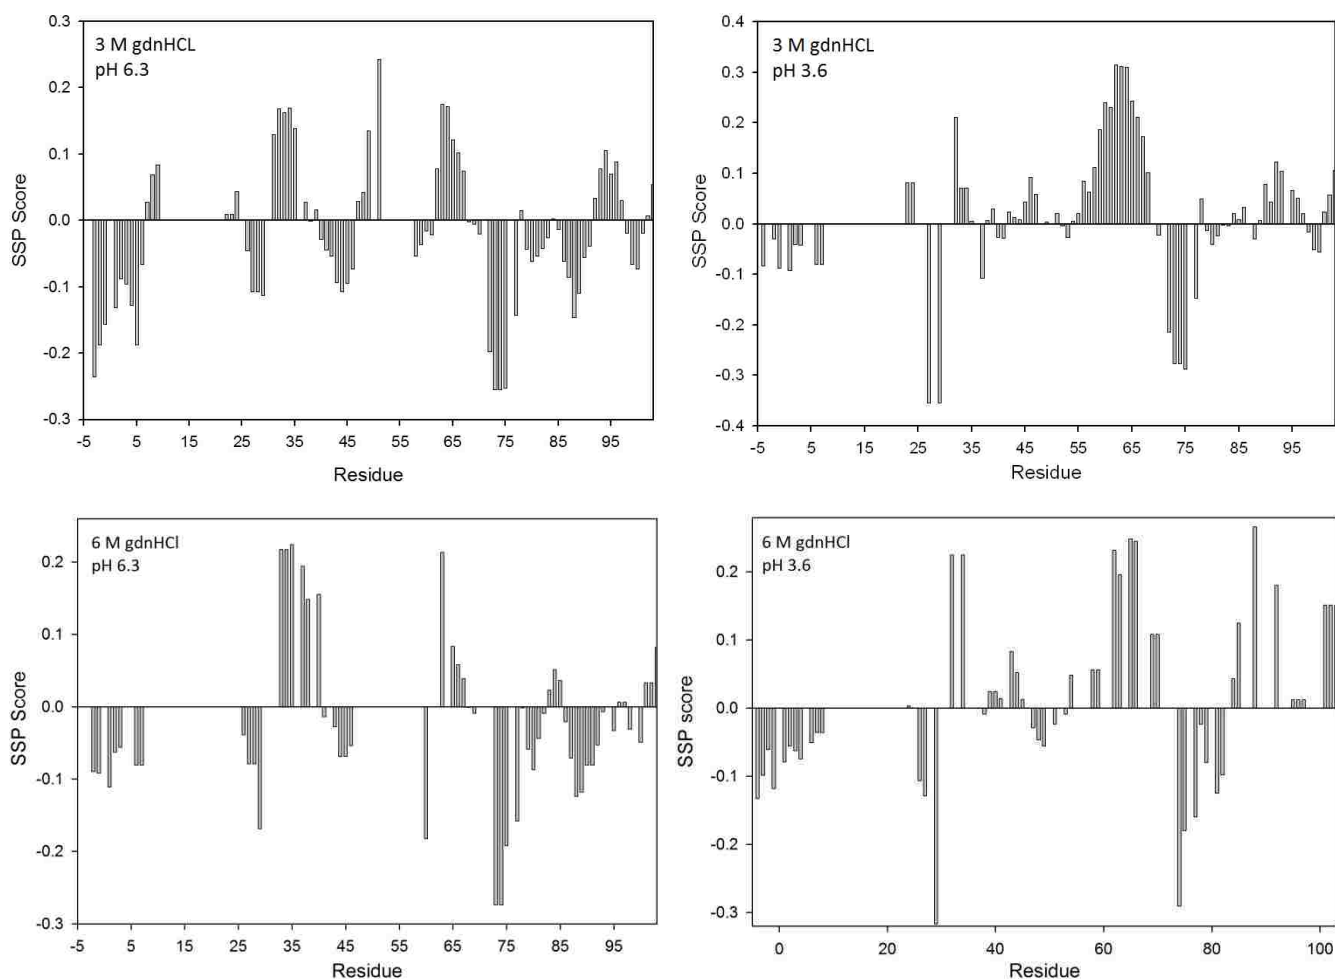 3 M gdnHCL
pH 6.3
SSP Score
0.3
0.2
0.1
0.0
-0.1
-0.2
-0.3
-5 5 15 25 35 45 55 65 75 85 95
Residue
3 M gdnHCL
pH 3.6
SSP Score
0.4
0.3
0.2
0.1
0.0
-0.1
-0.2
-0.3
-0.4
-5 5 15 25 35 45 55 65 75 85 95
Residue
6 M gdnHCl
pH 6.3
SSP Score
0.2
0.1
0.0
-0.1
-0.2
-0.3
-5 5 15 25 35 45 55 65 75 85 95
Residue
6 M gdnHCl
pH 3.6
SSP score
0.2
0.1
0.0
-0.1
-0.2
-0.3
0 20 40 60 80 100
Residue